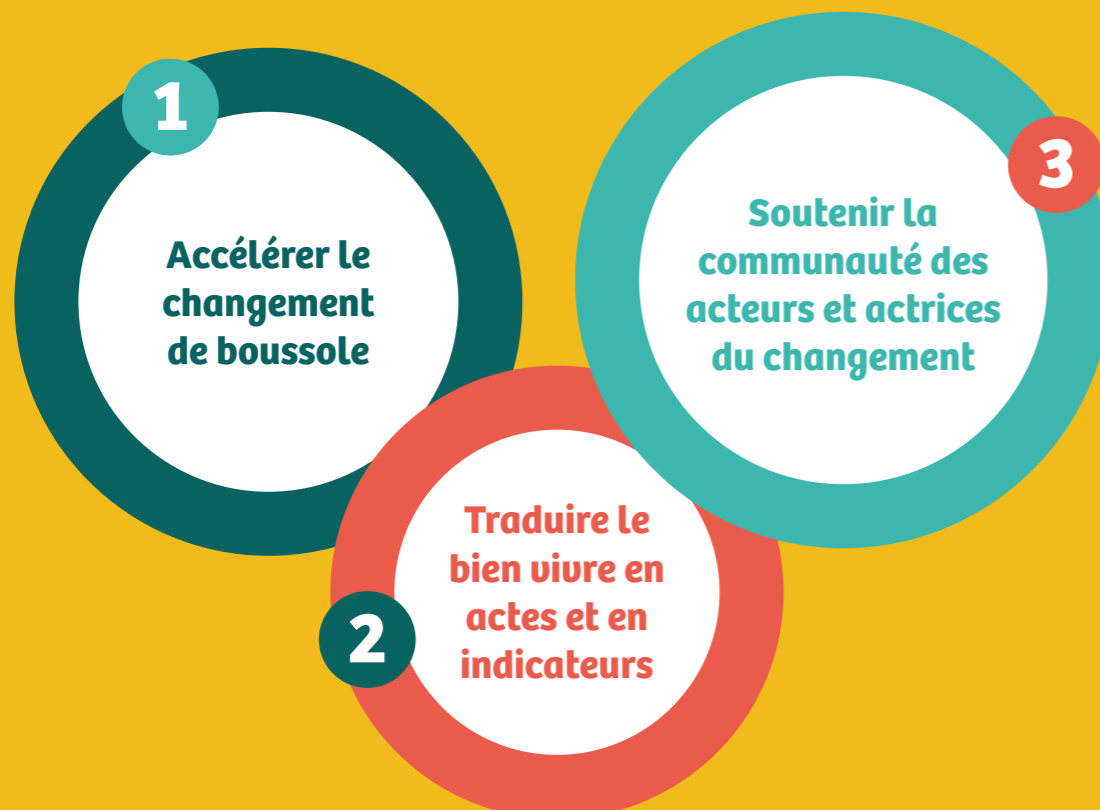 1
Accélérer le
changement
de boussole
2
Traduire le
bien vivre en
actes et en
indicateurs
3
Soutenir la
communauté des
acteurs et actrices
du changement